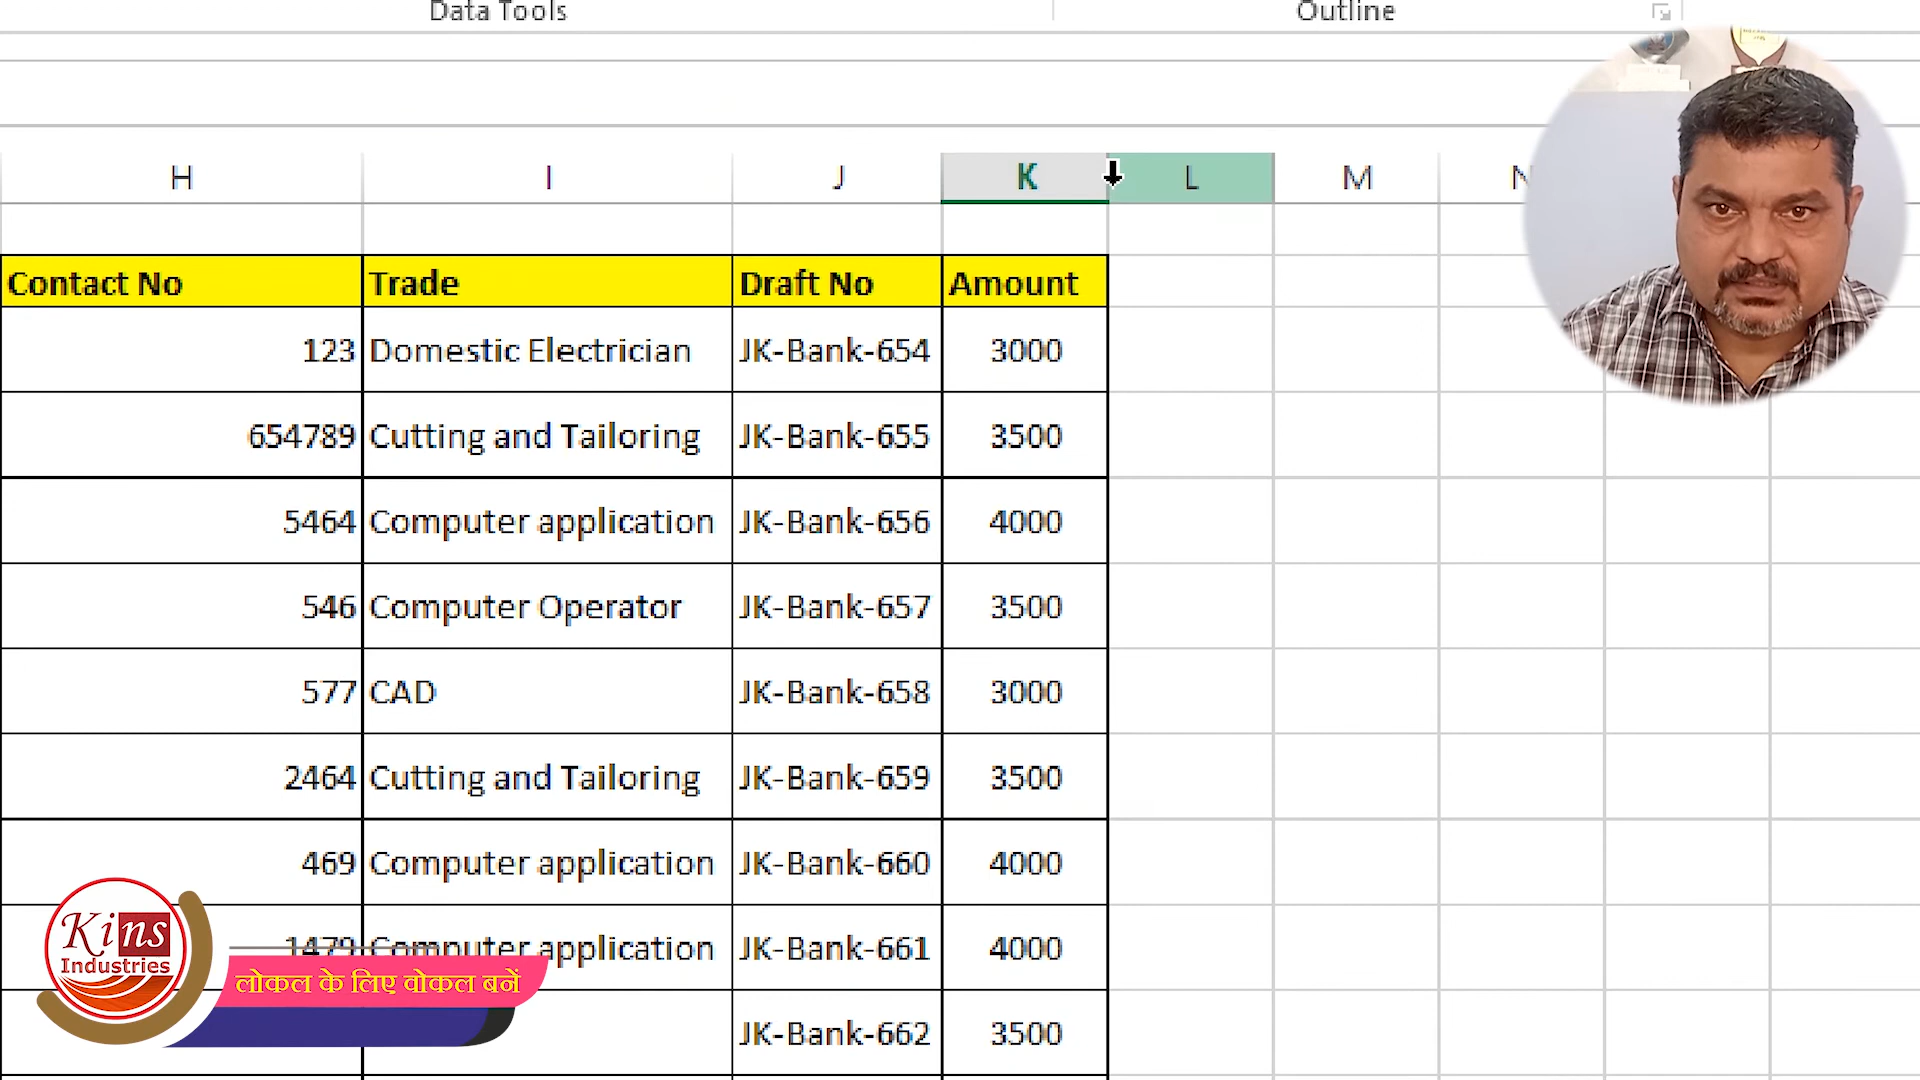 Data Tools Outline
H I J K L M N
Contact No Trade Draft No Amount
123 Domestic Electrician JK-Bank-654 3000
654789 Cutting and Tailoring JK-Bank-655 3500
5464 Computer application JK-Bank-656 4000
546 Computer Operator JK-Bank-657 3500
577 CAD JK-Bank-658 3000
2464 Cutting and Tailoring JK-Bank-659 3500
469 Computer application JK-Bank-660 4000
1479 Computer application JK-Bank-661 4000
JK-Bank-662 3500
Kins
Industries
लोकल के लिए वोकल बनें